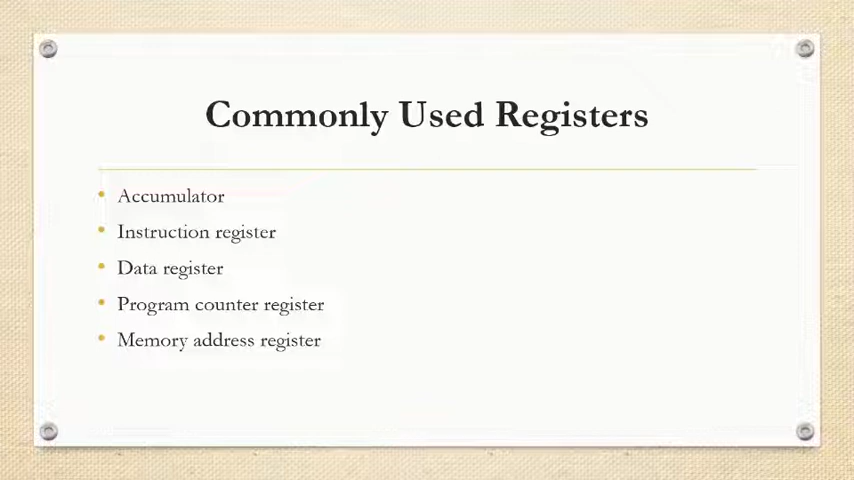 Commonly Used Registers
• Accumulator
• Instruction register
• Data register
• Program counter register
• Memory address register